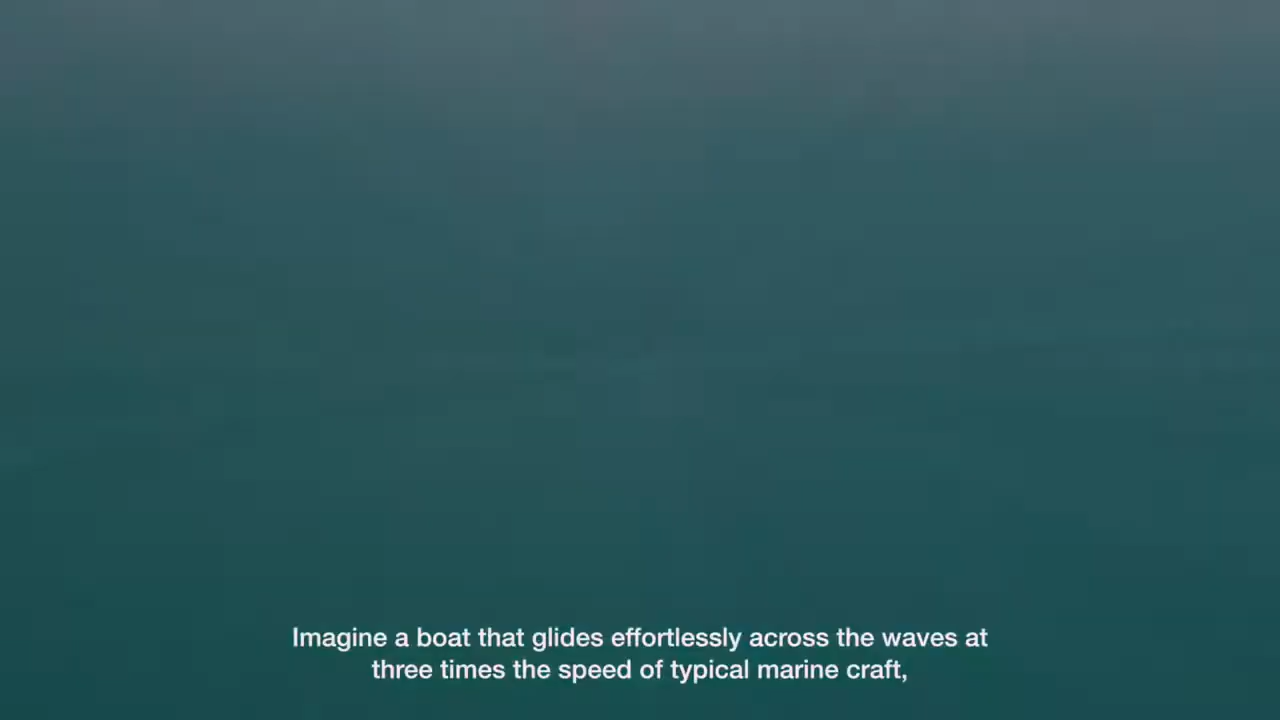 Imagine a boat that glides effortlessly across the waves at
three times the speed of typical marine craft,